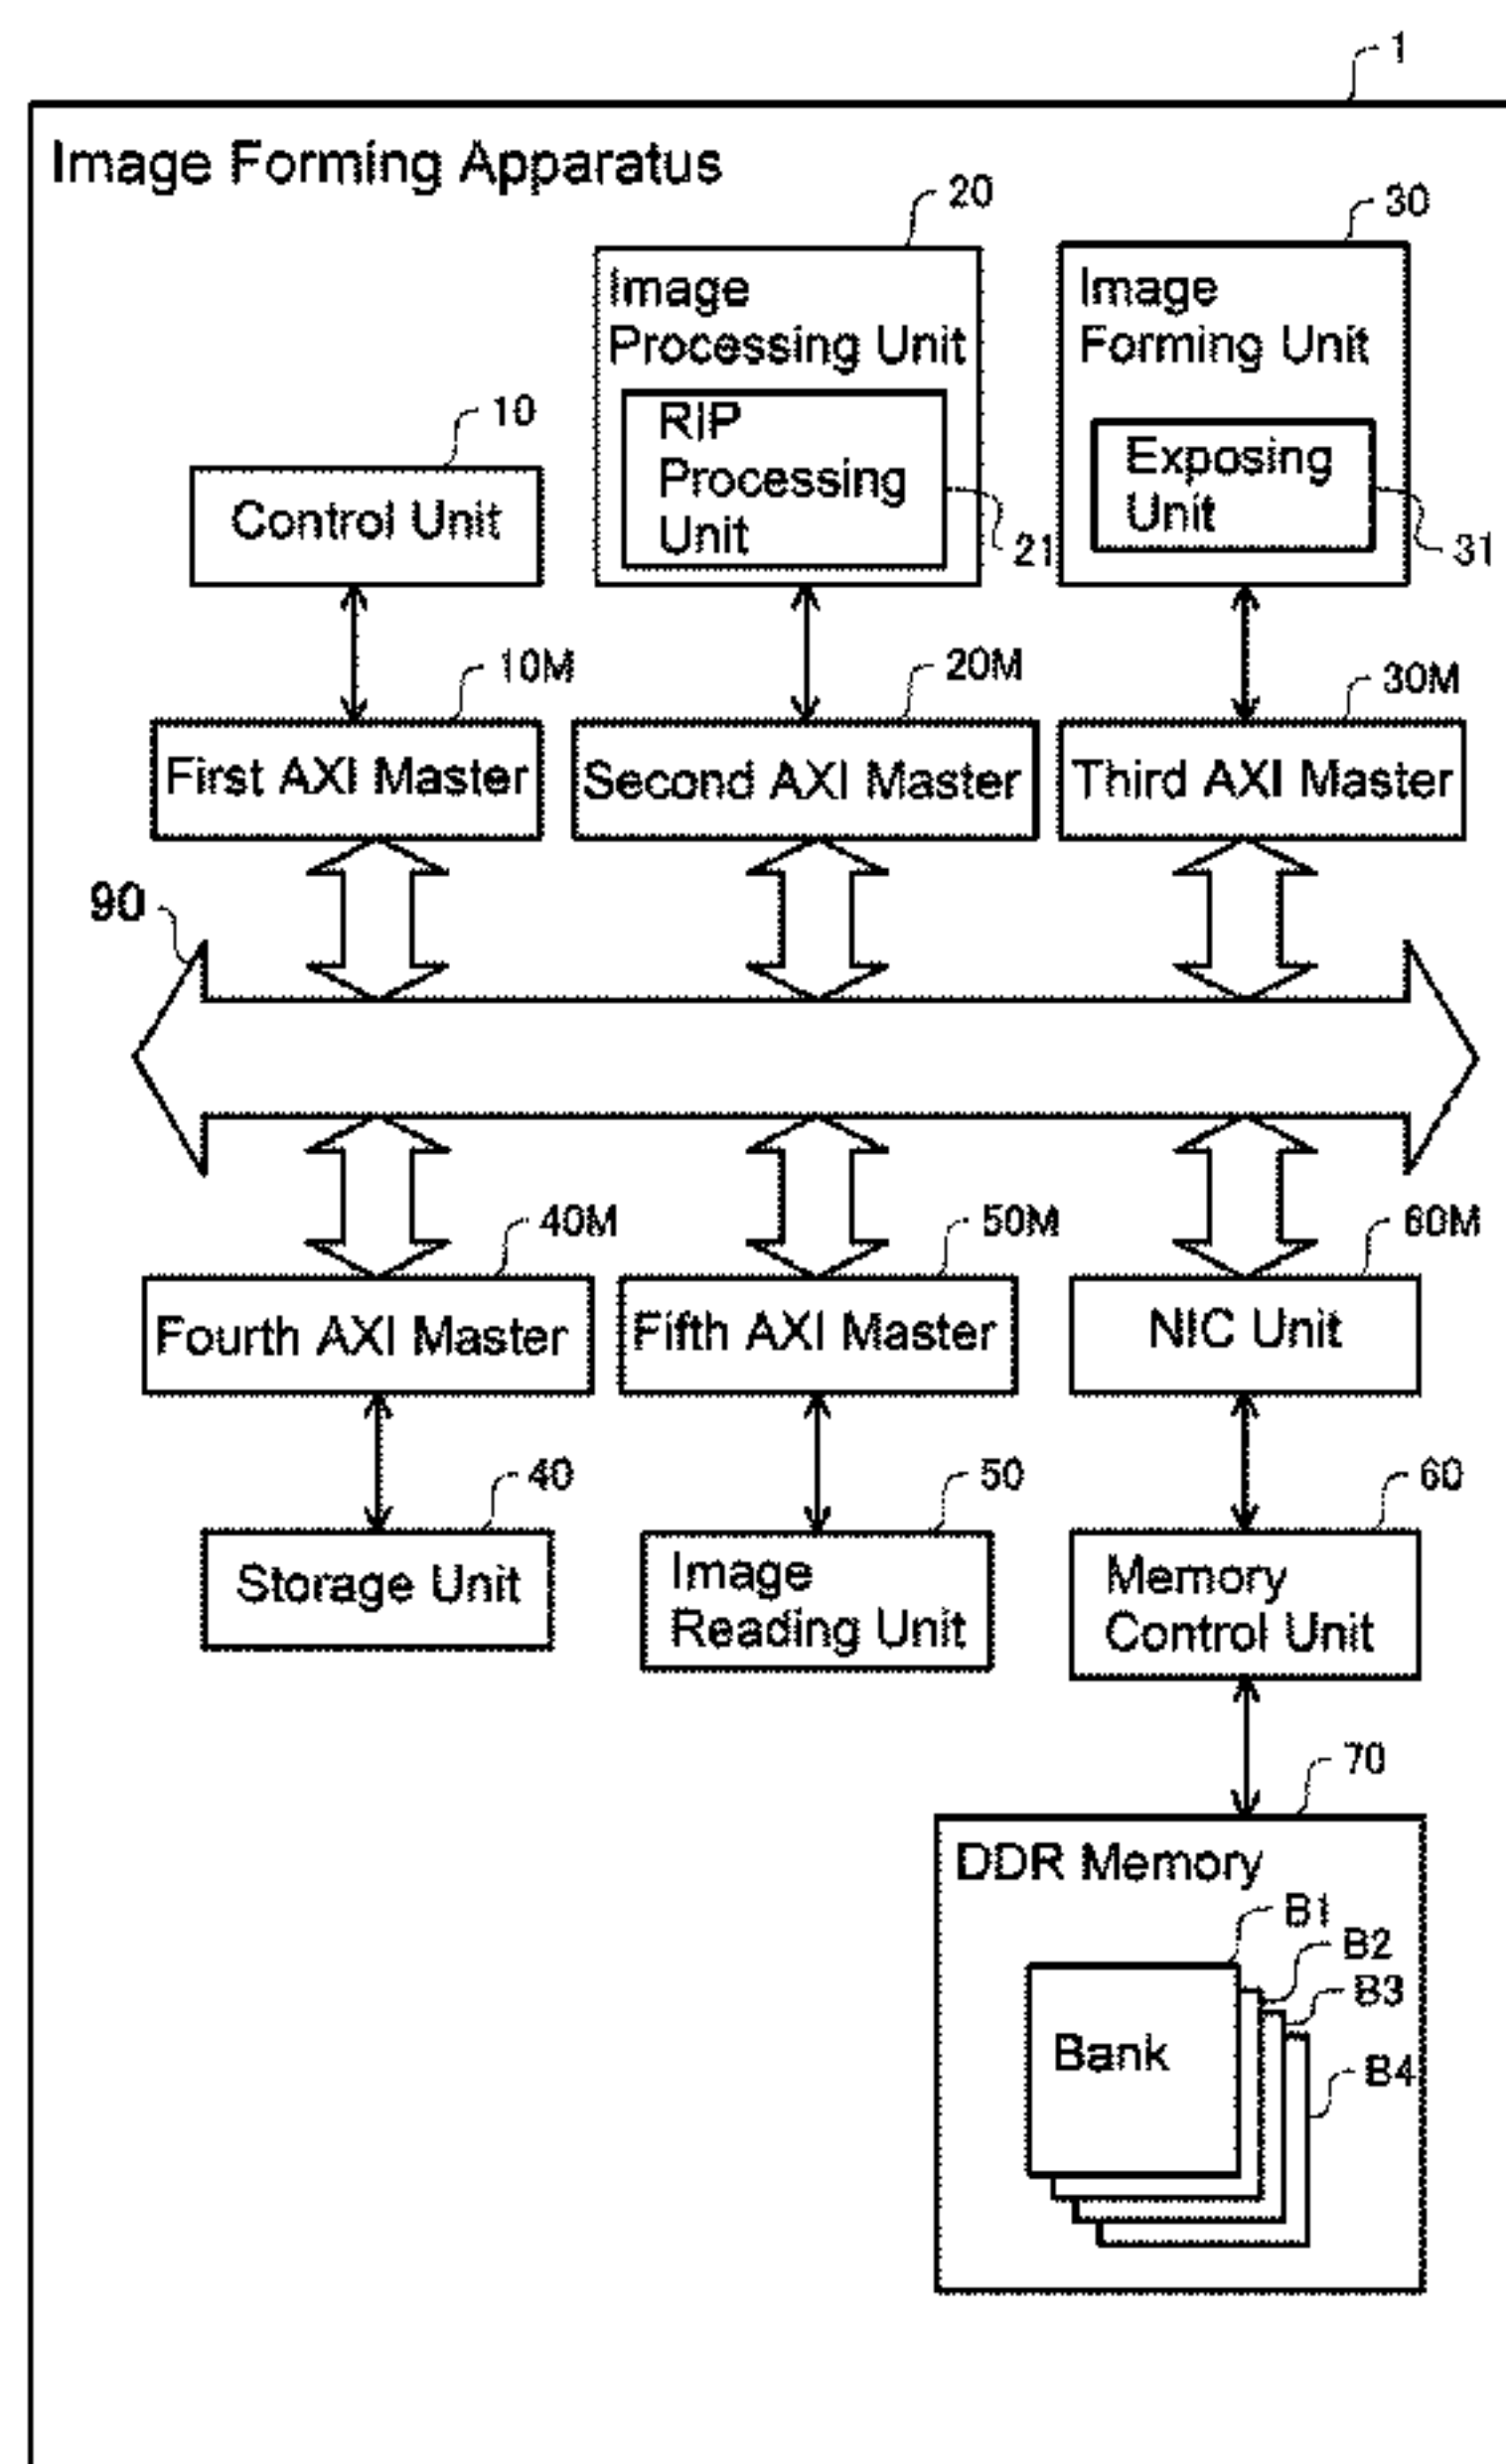 1
Image Forming Apparatus
20
30
Image
Processing Unit
Image
Forming Unit
10
RIP
Processing
Unit
Exposing
Unit
Control Unit
21
31
10M
20M
30M
First AXI Master
Second AXI Master
Third AXI Master
90
40M
50M
60M
Fourth AXI Master
Fifth AXI Master
NIC Unit
40
50
60
Storage Unit
Image
Reading Unit
Memory
Control Unit
70
DDR Memory
B1
B2
B3
Bank
B4